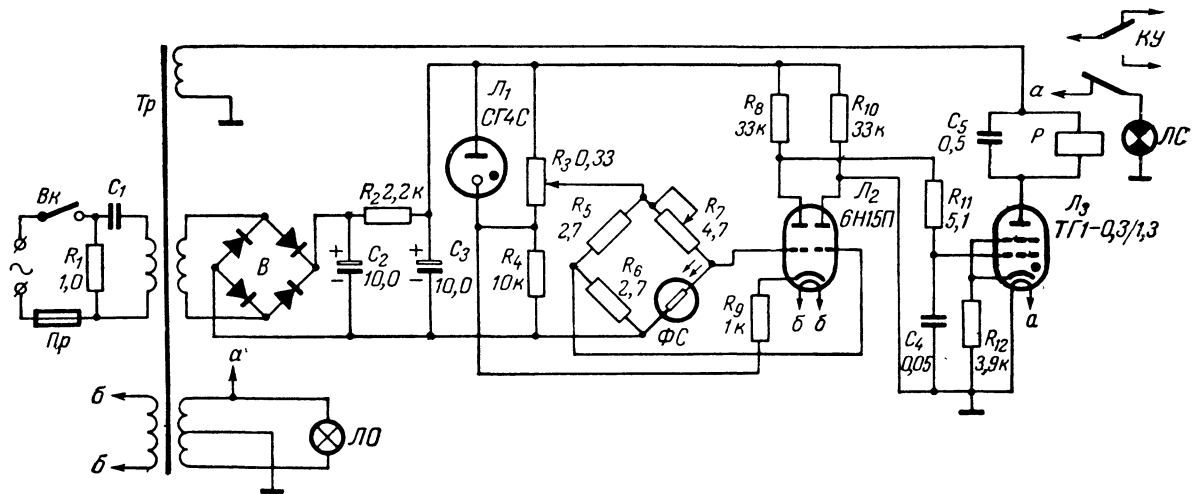 Тр
Вк
C1
R1
1,0
Пр
В
R2 2,2к
+
C2
10,0
−
+
C3
10,0
−
Л1
СГ4С
R3 0,33
R4
10к
R5
2,7
R6
2,7
R7
4,7
ФС
R8
33к
R10
33к
Л2
6Н15П
R9
1к
б б
R11
5,1
C4
0,05
R12
3,9к
C5
0,5
Р
Л3
ТГ1-0,3/1,3
а
КУ
а
ЛС
а
б
б
ЛО